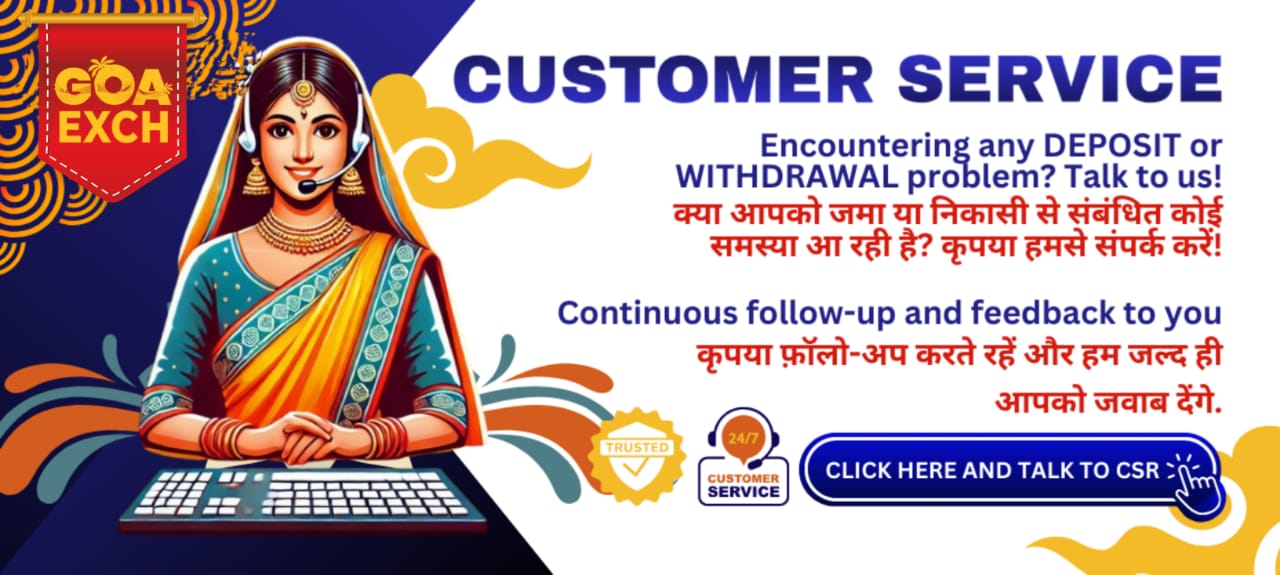 GOA
EXCH
CUSTOMER SERVICE
Encountering any DEPOSIT or
WITHDRAWAL problem? Talk to us!
क्या आपको जमा या निकासी से संबंधित कोई
समस्या आ रही है? कृपया हमसे संपर्क करें!
Continuous follow-up and feedback to you
कृपया फ़ॉलो-अप करते रहें और हम जल्द ही
आपको जवाब देंगे.
TRUSTED
24/7
CUSTOMER
SERVICE
CLICK HERE AND TALK TO CSR